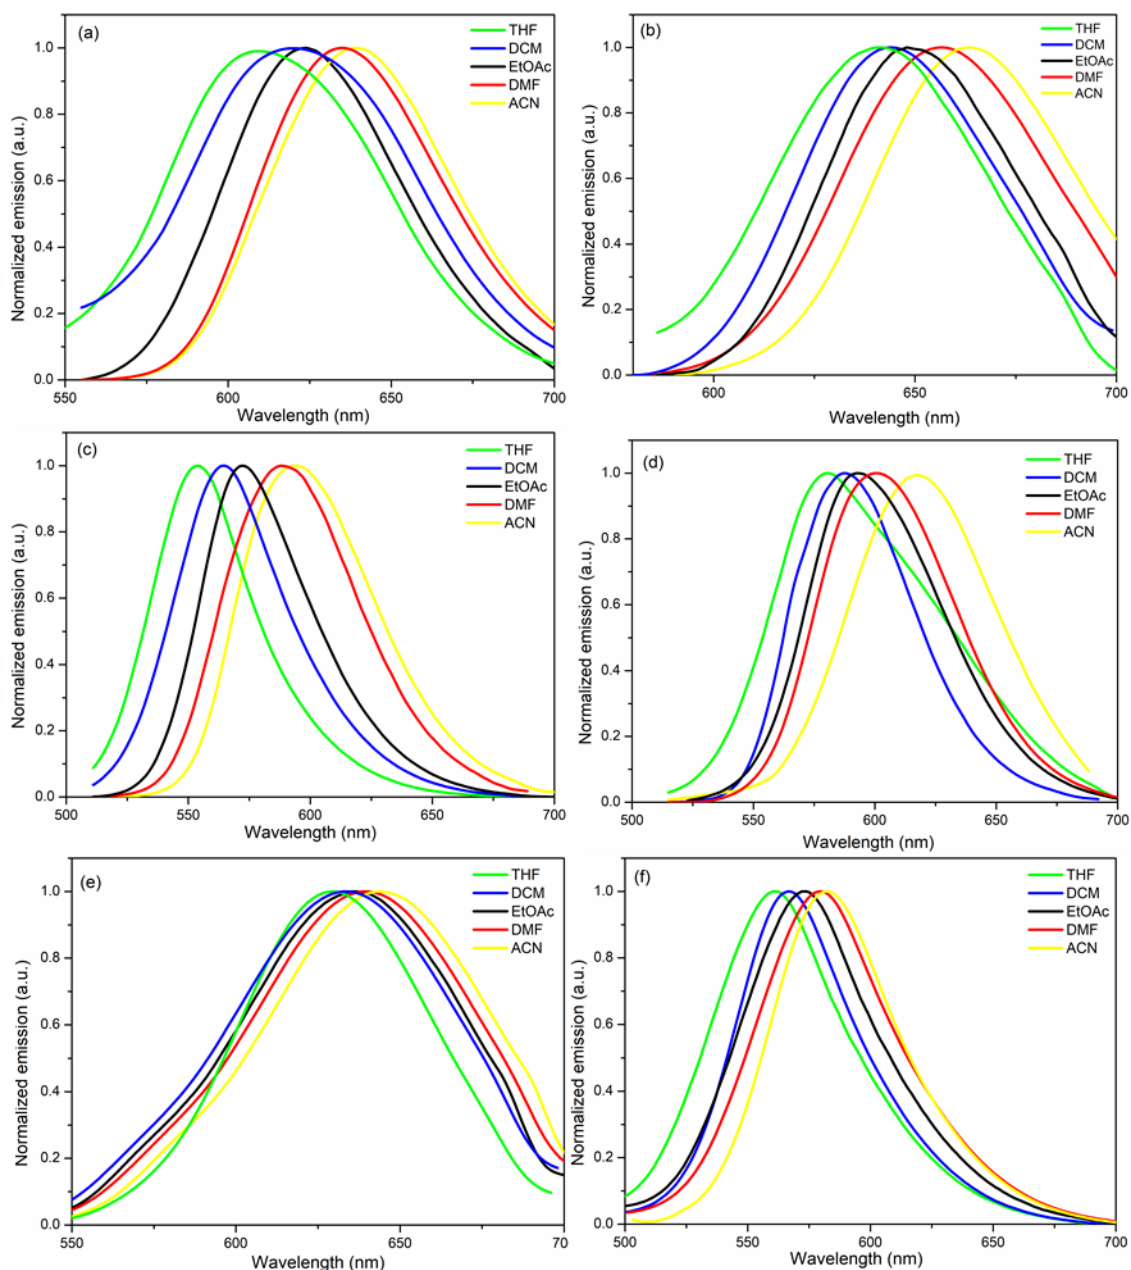 (a)
THF
DCM
EtOAc
DMF
ACN
Normalized emission (a.u.)
1.0
0.8
0.6
0.4
0.2
0.0
550
600
650
700
Wavelength (nm)
(b)
THF
DCM
EtOAc
DMF
ACN
Normalized emission (a.u.)
1.0
0.8
0.6
0.4
0.2
0.0
600
650
700
Wavelength (nm)
(c)
THF
DCM
EtOAc
DMF
ACN
Normalized emission (a.u.)
1.0
0.8
0.6
0.4
0.2
0.0
500
550
600
650
700
Wavelength (nm)
(d)
THF
DCM
EtOAc
DMF
ACN
Normalized emission (a.u.)
1.0
0.8
0.6
0.4
0.2
0.0
500
550
600
650
700
Wavelength (nm)
(e)
THF
DCM
EtOAc
DMF
ACN
Normalized emission (a.u.)
1.0
0.8
0.6
0.4
0.2
0.0
550
600
650
70
Wavelength (nm)
(f)
THF
DCM
EtOAc
DMF
ACN
Normalized emission (a.u.)
1.0
0.8
0.6
0.4
0.2
0.0
500
550
600
650
700
Wavelength (nm)